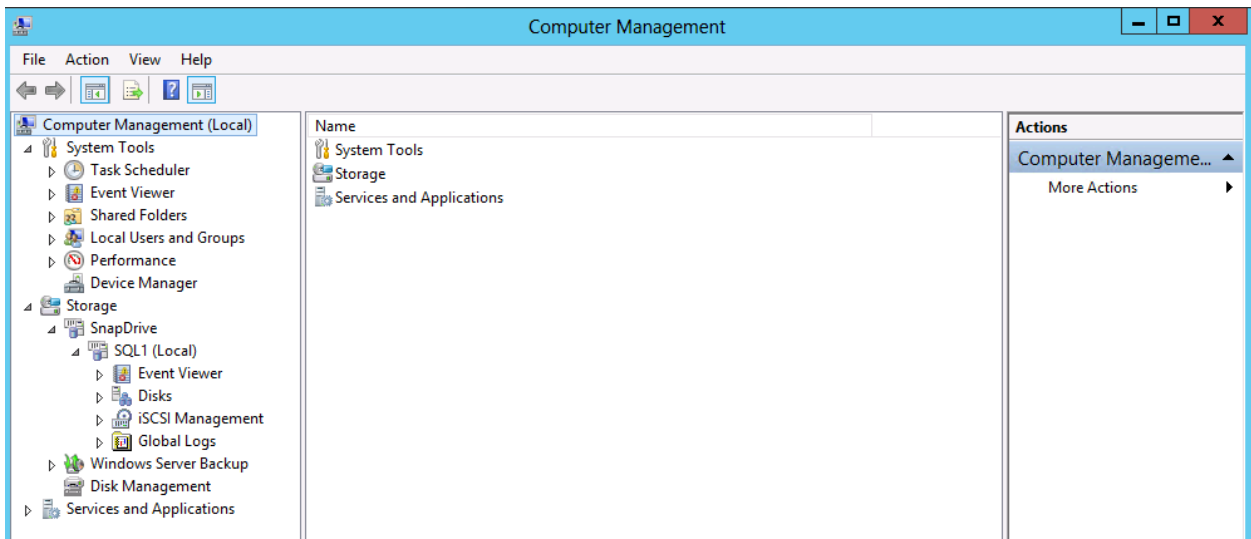 Computer Management
File Action View Help
Computer Management (Local)
System Tools
Task Scheduler
Event Viewer
Shared Folders
Local Users and Groups
Performance
Device Manager
Storage
SnapDrive
SQL1 (Local)
Event Viewer
Disks
iSCSI Management
Global Logs
Windows Server Backup
Disk Management
Services and Applications
Name
System Tools
Storage
Services and Applications
Actions
Computer Manageme...
More Actions